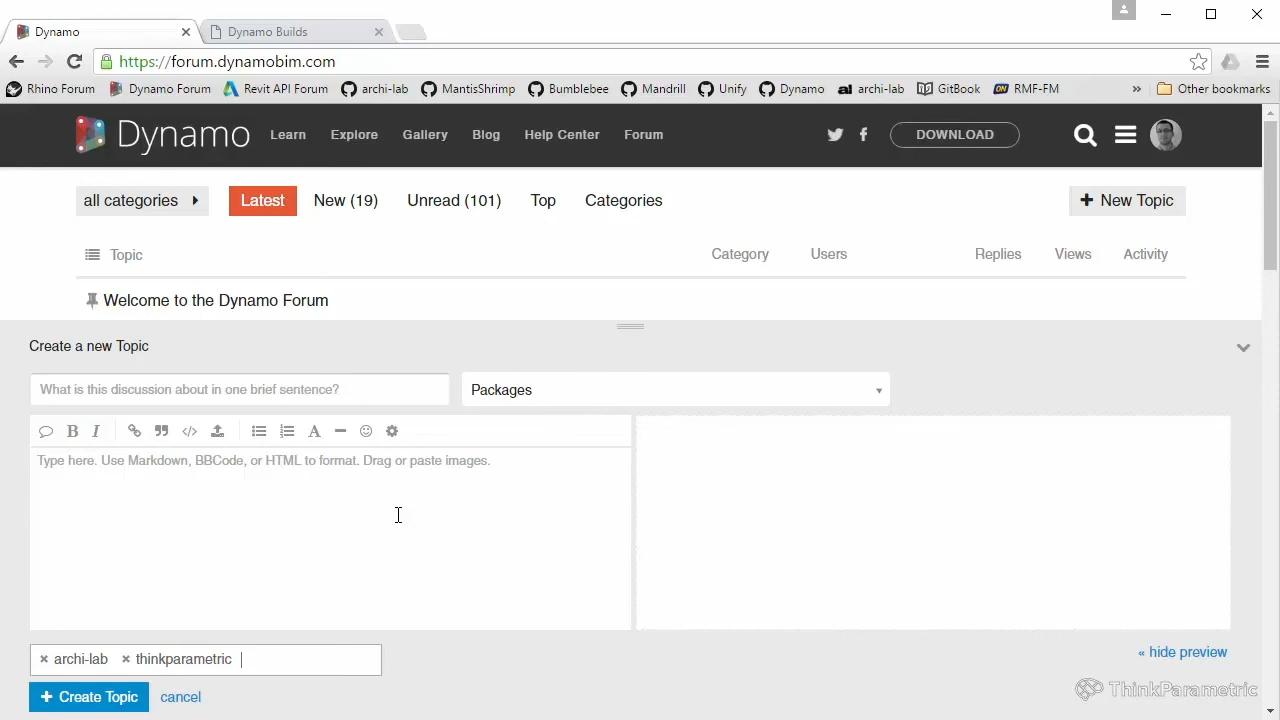 Dynamo
Dynamo Builds
https://forum.dynamobim.com
Rhino Forum Dynamo Forum Revit API Forum archi-lab MantisShrimp Bumblebee Mandrill Unify Dynamo archi-lab GitBook RMF-FM » Other bookmarks
Dynamo Learn Explore Gallery Blog Help Center Forum DOWNLOAD
all categories Latest New (19) Unread (101) Top Categories + New Topic
Topic Category Users Replies Views Activity
Welcome to the Dynamo Forum
Create a new Topic
What is this discussion about in one brief sentence? Packages
Type here. Use Markdown, BBCode, or HTML to format. Drag or paste images.
× archi-lab × thinkparametric
« hide preview
+ Create Topic cancel
ThinkParametric